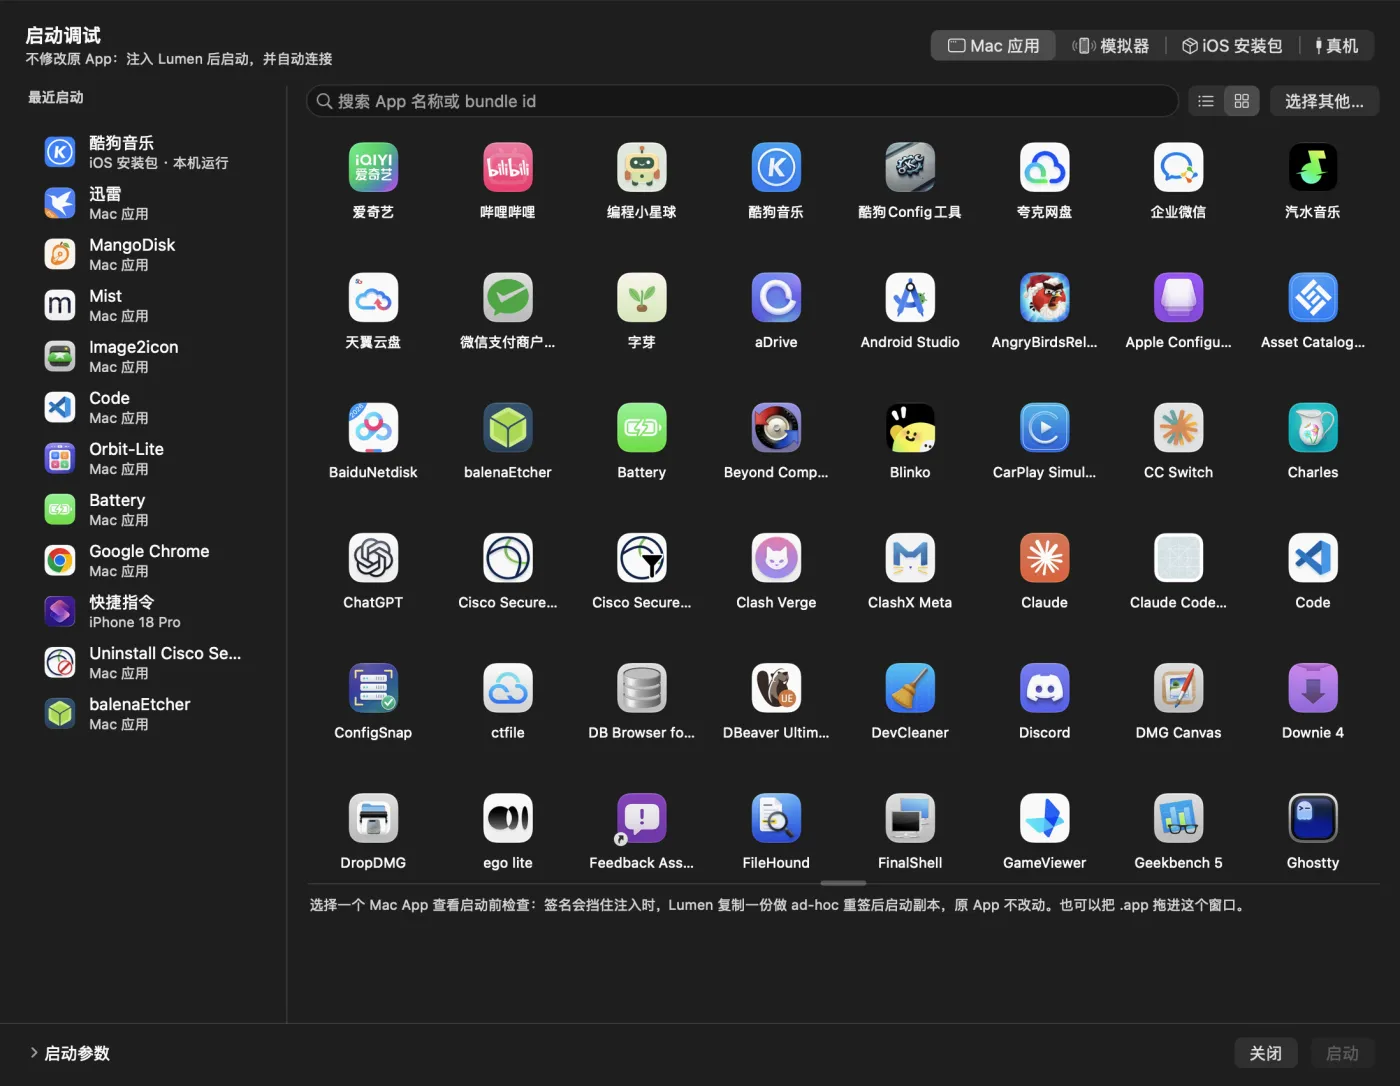 启动调试
不修改原 App：注入 Lumen 后启动，并自动连接
Mac 应用
模拟器
iOS 安装包
真机
最近启动
酷狗音乐
iOS 安装包 · 本机运行
迅雷
Mac 应用
MangoDisk
Mac 应用
Mist
Mac 应用
Image2icon
Mac 应用
Code
Mac 应用
Orbit-Lite
Mac 应用
Battery
Mac 应用
Google Chrome
Mac 应用
快捷指令
iPhone 18 Pro
Uninstall Cisco Se...
Mac 应用
balenaEtcher
Mac 应用
搜索 App 名称或 bundle id
选择其他...
iQIYI
爱奇艺
bilibili
爱奇艺
哔哩哔哩
编程小星球
酷狗音乐
酷狗Config工具
夸克网盘
企业微信
汽水音乐
天翼云盘
微信支付商户...
字芽
aDrive
Android Studio
AngryBirdsRel...
Apple Configu...
Asset Catalog...
BaiduNetdisk
balenaEtcher
Battery
Beyond Comp...
Blinko
CarPlay Simul...
CC Switch
Charles
ChatGPT
Cisco Secure...
Cisco Secure...
Clash Verge
ClashX Meta
Claude
Claude Code...
Code
UE
ConfigSnap
ctfile
DB Browser fo...
DBeaver Ultim...
DevCleaner
Discord
DMG Canvas
Downie 4
DropDMG
ego lite
Feedback Ass...
FileHound
FinalShell
GameViewer
Geekbench 5
Ghostty
选择一个 Mac App 查看启动前检查：签名会挡住注入时，Lumen 复制一份做 ad-hoc 重签后启动副本，原 App 不改动。也可以把 .app 拖进这个窗口。
启动参数
关闭
启动